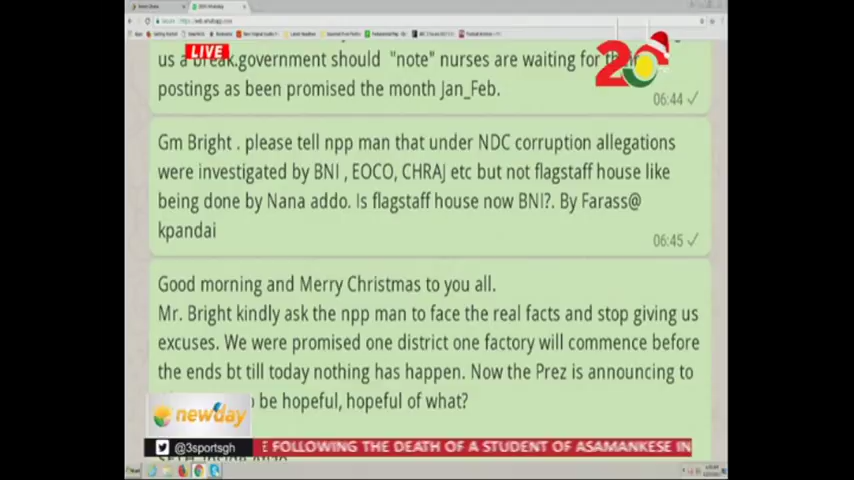 LIVE
20
us a break.government should "note" nurses are waiting for
postings as been promised the month Jan_Feb.
06:44
Gm Bright . please tell npp man that under NDC corruption allegations
were investigated by BNI , EOCO, CHRAJ etc but not flagstaff house like
being done by Nana addo. Is flagstaff house now BNI?. By Farass@
kpandai
06:45
Good morning and Merry Christmas to you all.
Mr. Bright kindly ask the npp man to face the real facts and stop giving us
excuses. We were promised one district one factory will commence before
the ends bt till today nothing has happen. Now the Prez is announcing to
be hopeful, hopeful of what?
newday
@3sportsgh
E FOLLOWING THE DEATH OF A STUDENT OF ASAMANKESE IN